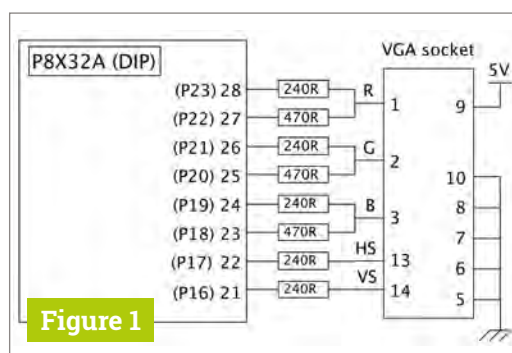 P8X32A (DIP)
VGA socket
5V
(P23) 28 240R R 1 9
(P22) 27 470R
(P21) 26 240R G 2
(P20) 25 470R 10
(P19) 24 240R B 3 8
(P18) 23 470R 7
(P17) 22 240R HS 13 6
(P16) 21 240R VS 14 5
Figure 1